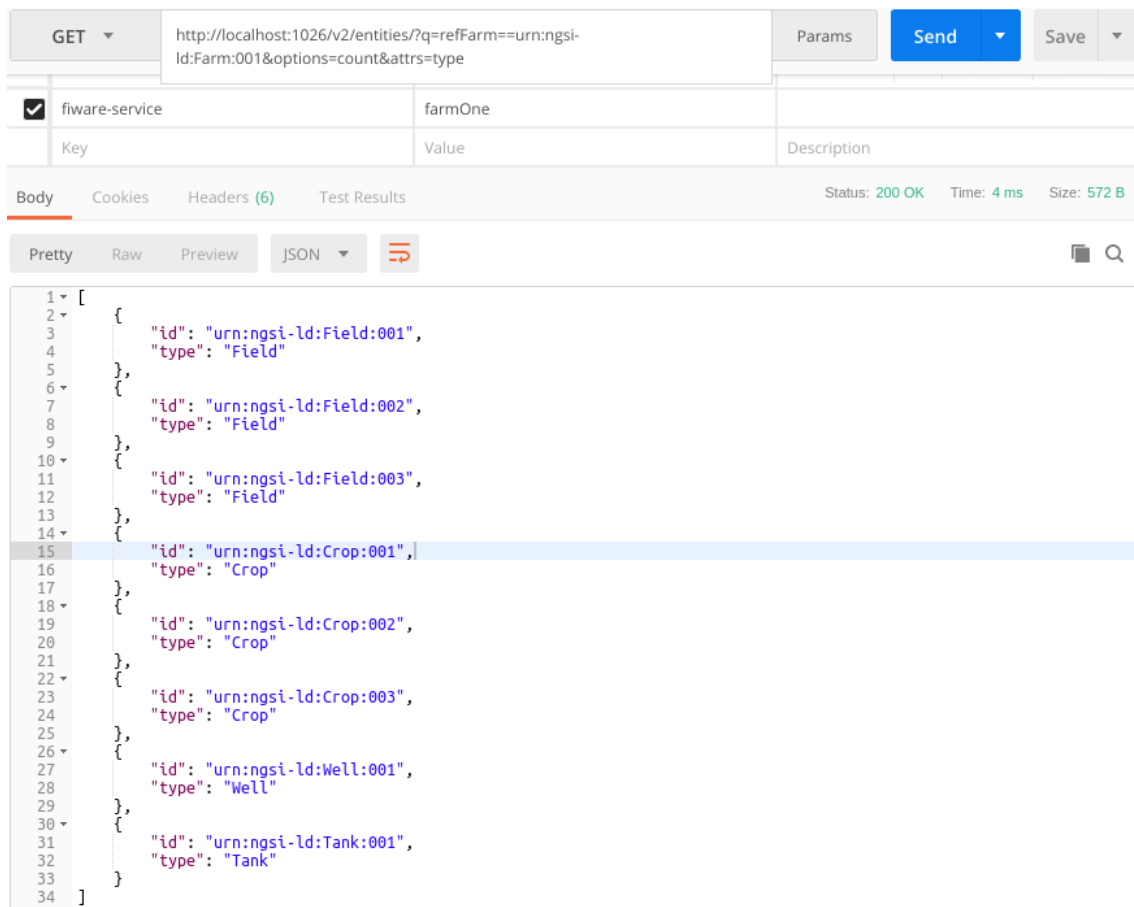 GET http://localhost:1026/v2/entities/?q=refFarm==urn:ngsi- Params Send Save
ld:Farm:001&options=count&attrs=type
fiware-service farmOne
Key Value Description
Body Cookies Headers (6) Test Results Status: 200 OK Time: 4 ms Size: 572 B
Pretty Raw Preview JSON
1 [
2 {
3 "id": "urn:ngsi-ld:Field:001",
4 "type": "Field"
5 },
6 {
7 "id": "urn:ngsi-ld:Field:002",
8 "type": "Field"
9 },
10 {
11 "id": "urn:ngsi-ld:Field:003",
12 "type": "Field"
13 },
14 {
15 "id": "urn:ngsi-ld:Crop:001",
16 "type": "Crop"
17 },
18 {
19 "id": "urn:ngsi-ld:Crop:002",
20 "type": "Crop"
21 },
22 {
23 "id": "urn:ngsi-ld:Crop:003",
24 "type": "Crop"
25 },
26 {
27 "id": "urn:ngsi-ld:Well:001",
28 "type": "Well"
29 },
30 {
31 "id": "urn:ngsi-ld:Tank:001",
32 "type": "Tank"
33 }
34 ]